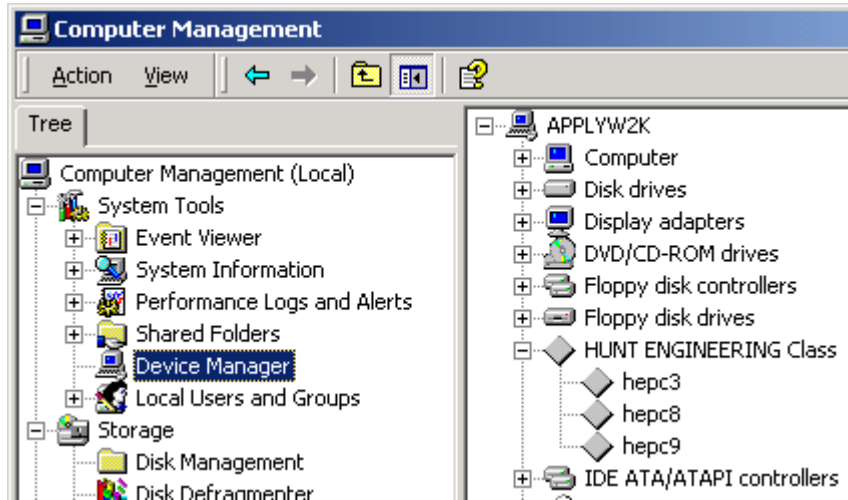 Computer Management
Action View
Tree
Computer Management (Local)
System Tools
Event Viewer
System Information
Performance Logs and Alerts
Shared Folders
Device Manager
Local Users and Groups
Storage
Disk Management
Disk Defragmenter
APPLYW2K
Computer
Disk drives
Display adapters
DVD/CD-ROM drives
Floppy disk controllers
Floppy disk drives
HUNT ENGINEERING Class
hepc3
hepc8
hepc9
IDE ATA/ATAPI controllers